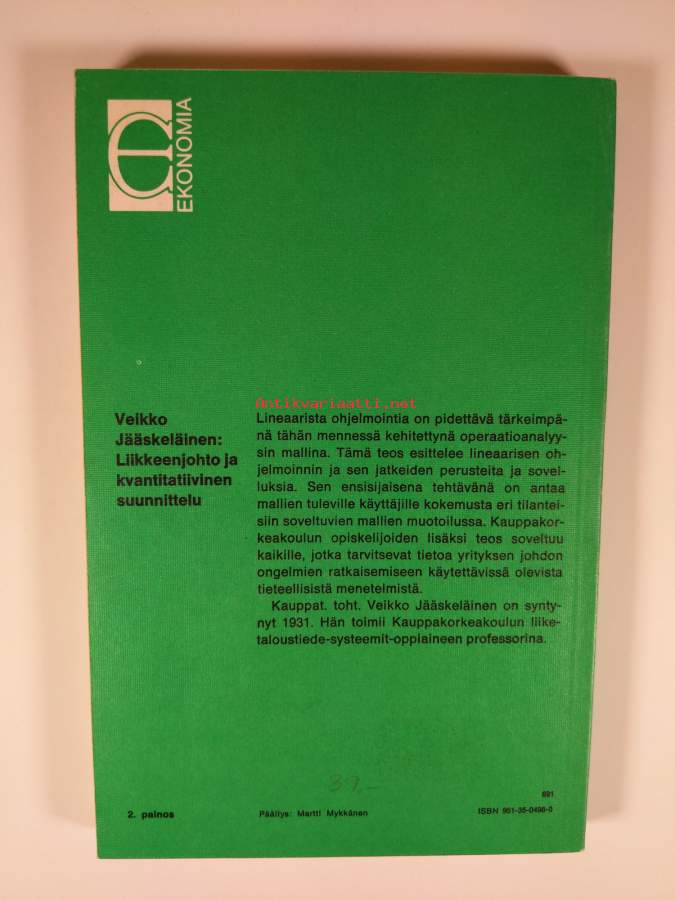 EKONOMIA
Antikvariaatti.net
Veikko
Jääskeläinen:
Liikkeenjohto ja
kvantitatiivinen
suunnittelu
Lineaarista ohjelmointia on pidettävä tärkeimpä-
nä tähän mennessä kehitettynä operaatioanalyy-
sin mallina. Tämä teos esittelee lineaarisen oh-
jelmoinnin ja sen jatkeiden perusteita ja sovel-
luksia. Sen ensisijaisena tehtävänä on antaa
mallien tuleville käyttäjille kokemusta eri tilantei-
siin soveltuvien mallien muotoilussa. Kauppakor-
keakoulun opiskelijoiden lisäksi teos soveltuu
kaikille, jotka tarvitsevat tietoa yrityksen johdon
ongelmien ratkaisemiseen käytettävissä olevista
tieteellisistä menetelmistä.
Kauppat. toht. Veikko Jääskeläinen on synty-
nyt 1931. Hän toimii Kauppakorkeakoulun liike-
taloustiede-systeemit-oppiaineen professorina.
39,-
2. painos
Päällys: Martti Mykkänen
691
ISBN 951-35-0498-0